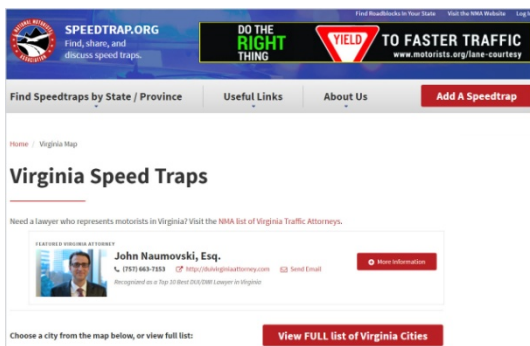 Find Roadblocks In Your State Visit the NMA Website Log
NATIONAL MOTORISTS ASSOCIATION
SPEEDTRAP.ORG
Find, share, and
discuss speed traps.
DO THE
RIGHT
THING
YIELD
TO FASTER TRAFFIC
www.motorists.org/lane-courtesy
Find Speedtraps by State / Province Useful Links About Us Add A Speedtrap
Home / Virginia Map
Virginia Speed Traps
Need a lawyer who represents motorists in Virginia? Visit the NMA list of Virginia Traffic Attorneys.
FEATURED VIRGINIA ATTORNEY
John Naumovski, Esq.
(757) 663-7153 http://duivirginiaattorney.com Send Email
Recognized as a Top 10 Best DUI/DWI Lawyer in Virginia
More Information
Choose a city from the map below, or view full list: View FULL list of Virginia Cities